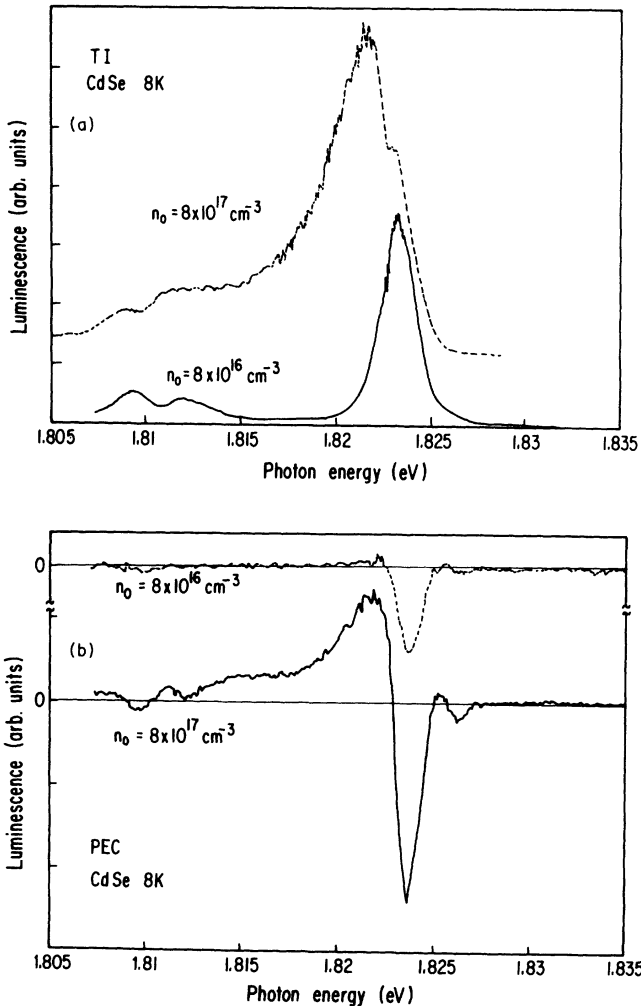 TI
CdSe 8K
(a)
Luminescence (arb. units)
n₀ = 8x10¹⁷ cm⁻³
n₀ = 8x10¹⁶ cm⁻³
1.805 1.81 1.815 1.82 1.825 1.83 1.835
Photon energy (eV)
0
n₀ = 8x10¹⁶ cm⁻³
(b)
Luminescence (arb. units)
0
n₀ = 8x10¹⁷ cm⁻³
PEC
CdSe 8K
1.805 1.81 1.815 1.82 1.825 1.83 1.835
Photon energy (eV)